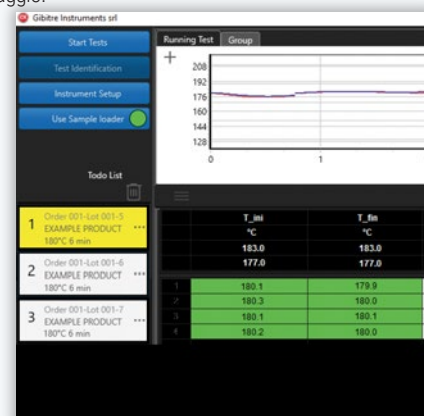 aggio.
Gibitre Instruments srl
Start Tests
Test Identification
Instrument Setup
Use Sample loader
Todo List
1
Order 001-Lot 001-5
EXAMPLE PRODUCT ...
180°C 6 min
2
Order 001-Lot 001-6
EXAMPLE PRODUCT ...
180°C 6 min
3
Order 001-Lot 001-7
EXAMPLE PRODUCT ...
180°C 6 min
Running Test Group
208
192
176
160
144
128
0 1
T_ini T_fin
°C °C
183.0 183.0
177.0 177.0
1 180.1 179.9
2 180.3 180.0
3 180.1 180.1
4 180.2 180.0